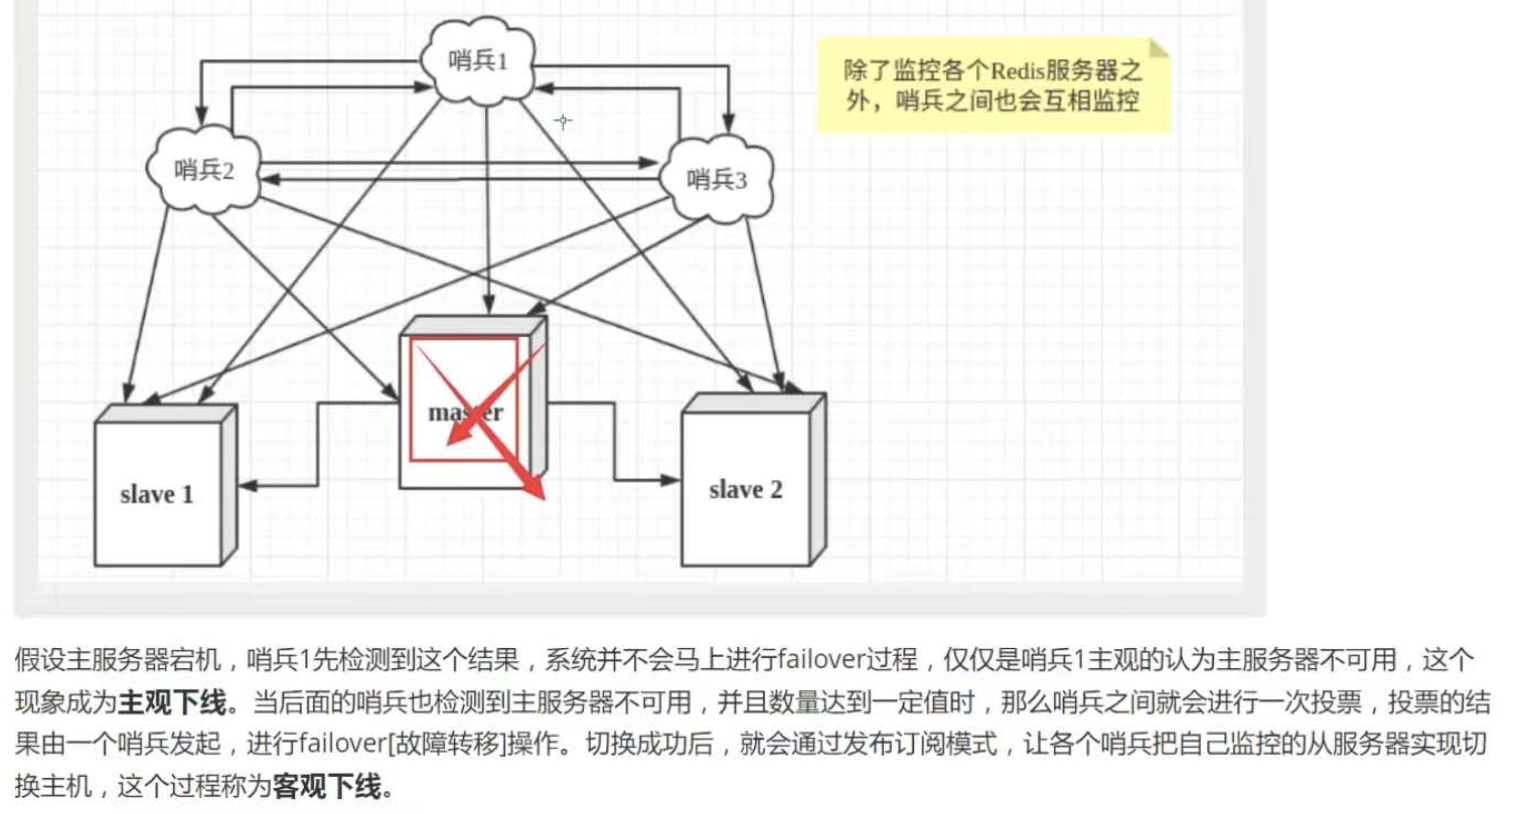 哨兵1
除了监控各个Redis服务器之
外，哨兵之间也会互相监控
哨兵2
哨兵3
master
slave 1
slave 2
假设主服务器宕机，哨兵1先检测到这个结果，系统并不会马上进行failover过程，仅仅是哨兵1主观的认为主服务器不可用，这个
现象成为主观下线。当后面的哨兵也检测到主服务器不可用，并且数量达到一定值时，那么哨兵之间就会进行一次投票，投票的结
果由一个哨兵发起，进行failover[故障转移]操作。切换成功后，就会通过发布订阅模式，让各个哨兵把自己监控的从服务器实现切
换主机，这个过程称为客观下线。